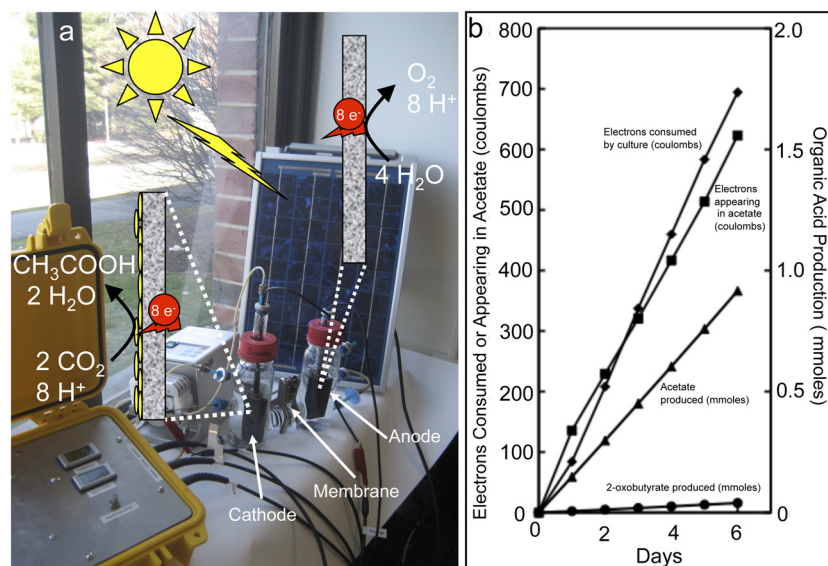 a
8 e⁻
O₂
8 H⁺
4 H₂O
CH₃COOH
2 H₂O
8 e⁻
2 CO₂
8 H⁺
Anode
Membrane
Cathode
b
Electrons Consumed or Appearing in Acetate (coulombs)
800
700
600
500
400
300
200
100
0
Electrons consumed
by culture (coulombs)
Electrons
appearing
in acetate
(coulombs)
Acetate
produced (mmoles)
2-oxobutyrate produced (mmoles)
2.0
1.5
1.0
0.5
0.0
Organic Acid Production ( mmoles)
0
2
4
6
8
Days